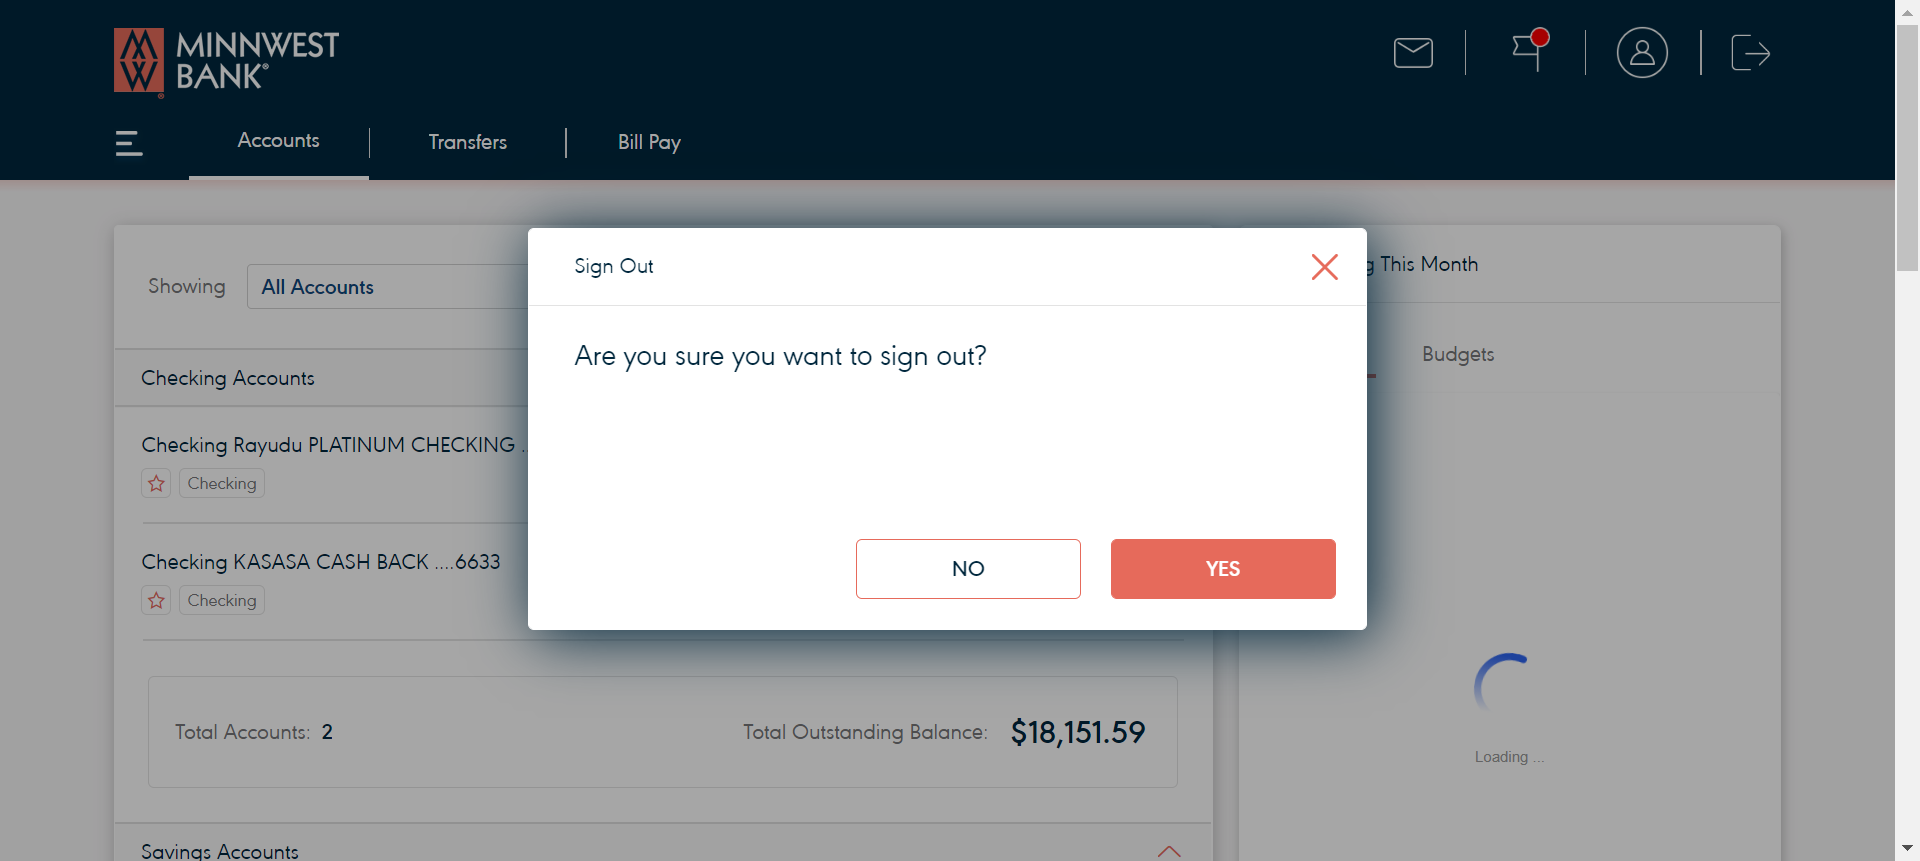 MINNWEST
BANK®
Accounts
Transfers
Bill Pay
Sign Out
This Month
Showing
All Accounts
Are you sure you want to sign out?
Budgets
Checking Accounts
Checking Rayudu PLATINUM CHECKING
Checking
Checking KASASA CASH BACK ....6633
Checking
NO
YES
Total Accounts: 2
Total Outstanding Balance: $18,151.59
Loading ...
Savings Accounts